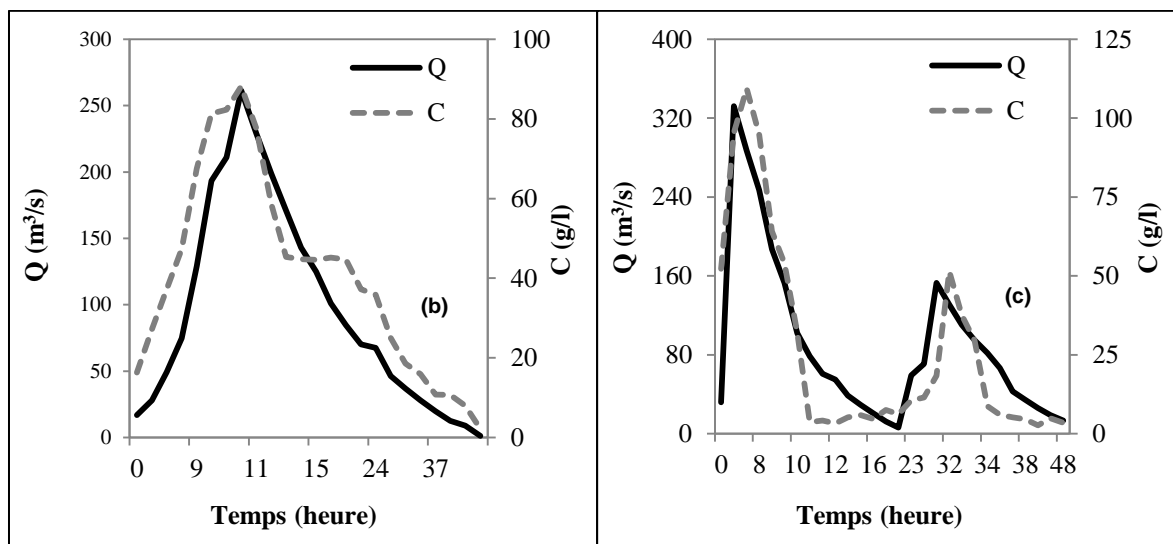 300
250
200
150
100
50
0
Q (m³/s)
100
80
60
40
20
0
C (g/l)
Q
C
(b)
0 9 11 15 24 37
Temps (heure)
400
320
240
160
80
0
Q (m³/s)
125
100
75
50
25
0
C (g/l)
Q
C
(c)
0 8 10 12 16 23 32 34 38 48
Temps (heure)